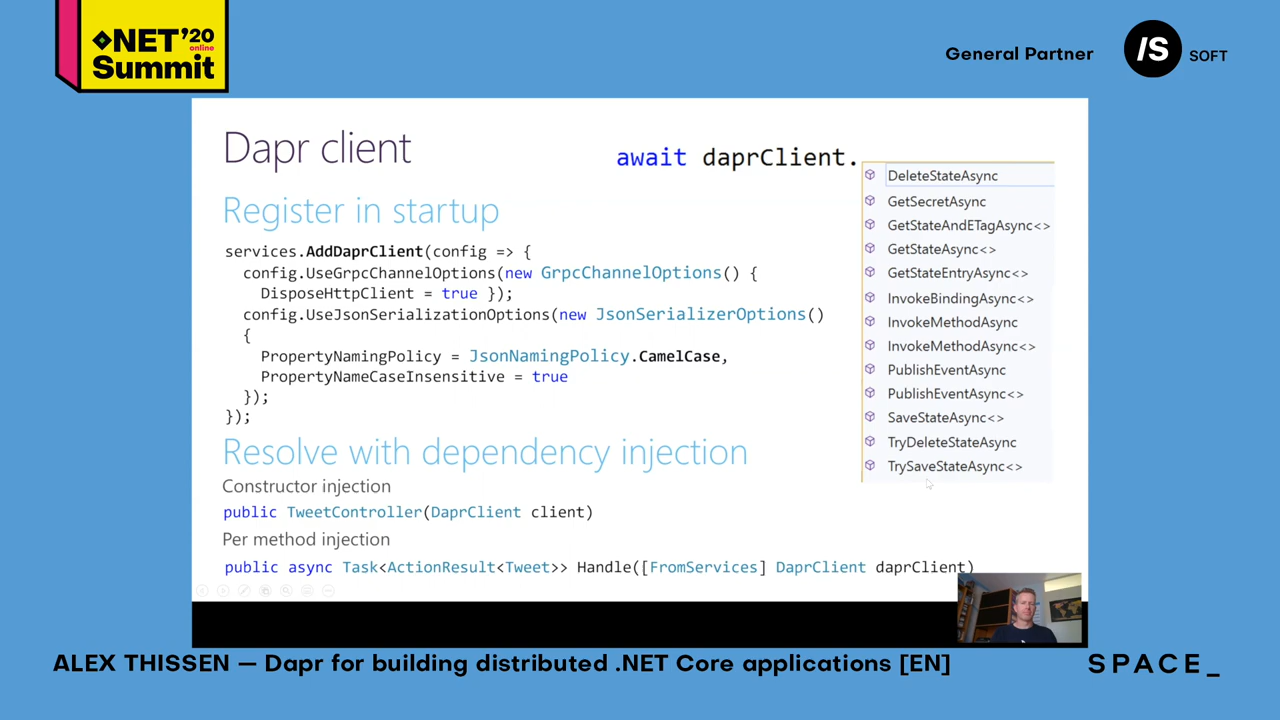 .NET'20
online
Summit
General Partner
/S
SOFT
Dapr client
await daprClient.
Register in startup
services.AddDaprClient(config => {
config.UseGrpcChannelOptions(new GrpcChannelOptions() {
DisposeHttpClient = true });
config.UseJsonSerializationOptions(new JsonSerializerOptions()
{
PropertyNamingPolicy = JsonNamingPolicy.CamelCase,
PropertyNameCaseInsensitive = true
});
});
DeleteStateAsync
GetSecretAsync
GetStateAndETagAsync<>
GetStateAsync<>
GetStateEntryAsync<>
InvokeBindingAsync<>
InvokeMethodAsync
InvokeMethodAsync<>
PublishEventAsync
PublishEventAsync<>
SaveStateAsync<>
TryDeleteStateAsync
TrySaveStateAsync<>
Resolve with dependency injection
Constructor injection
public TweetController(DaprClient client)
Per method injection
public async Task<ActionResult<Tweet>> Handle([FromServices] DaprClient daprClient)
ALEX THISSEN — Dapr for building distributed .NET Core applications [EN]
SPACE_